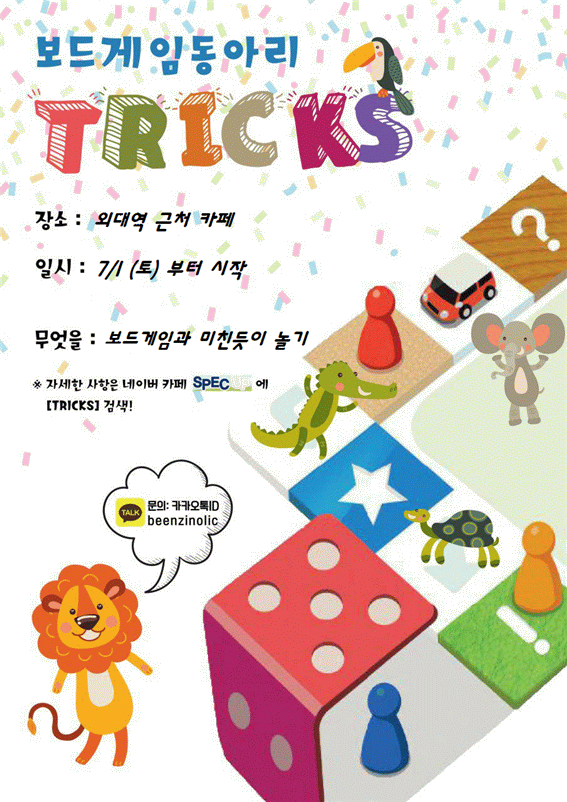 보드게임동아리
TRICKS
장소 : 외대역 근처 카페
일시 : 7/1 (토) 부터 시작
무엇을 : 보드게임과 미친듯이 놀기
※ 자세한 사항은 네이버 카페 SPECUP 에
[TRICKS] 검색!
TALK 문의: 카카오톡ID
beenzinolic
?
!